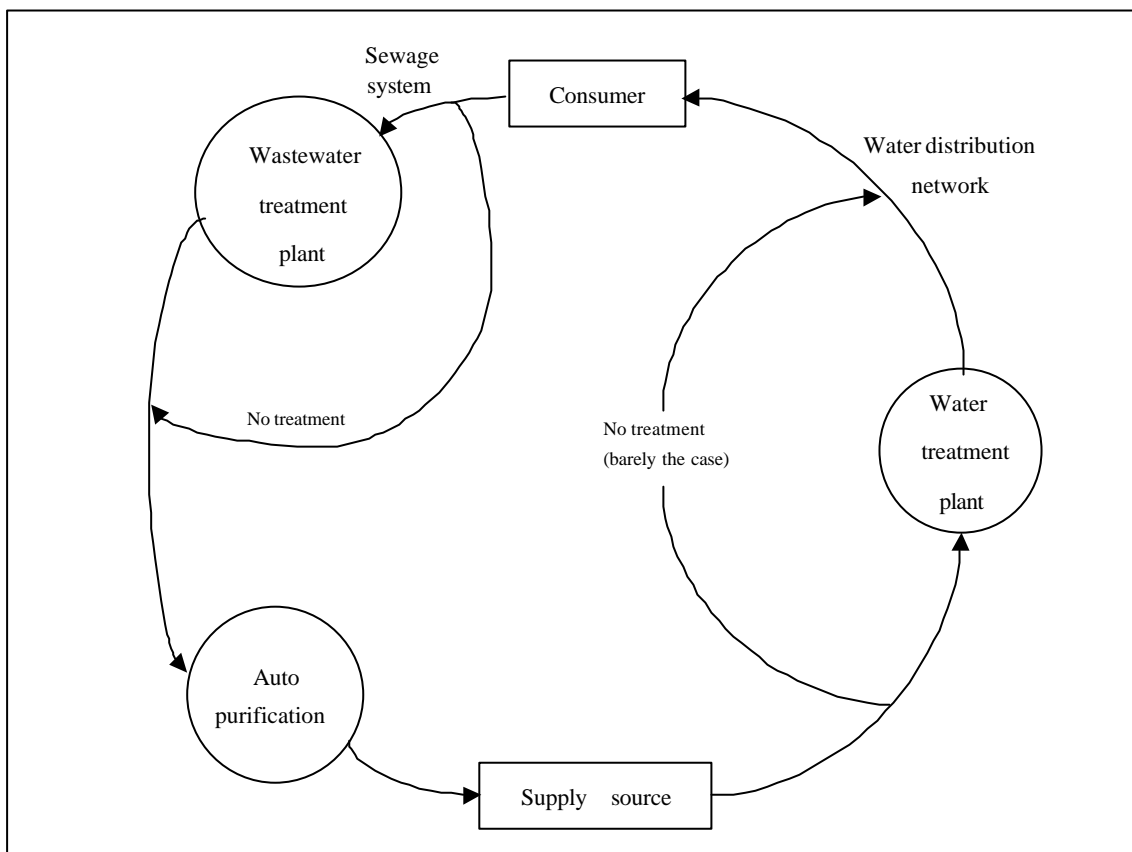 Sewage
system
Consumer
Water distribution
network
Wastewater
treatment
plant
No treatment
No treatment
(barely the case)
Water
treatment
plant
Auto
purification
Supply source